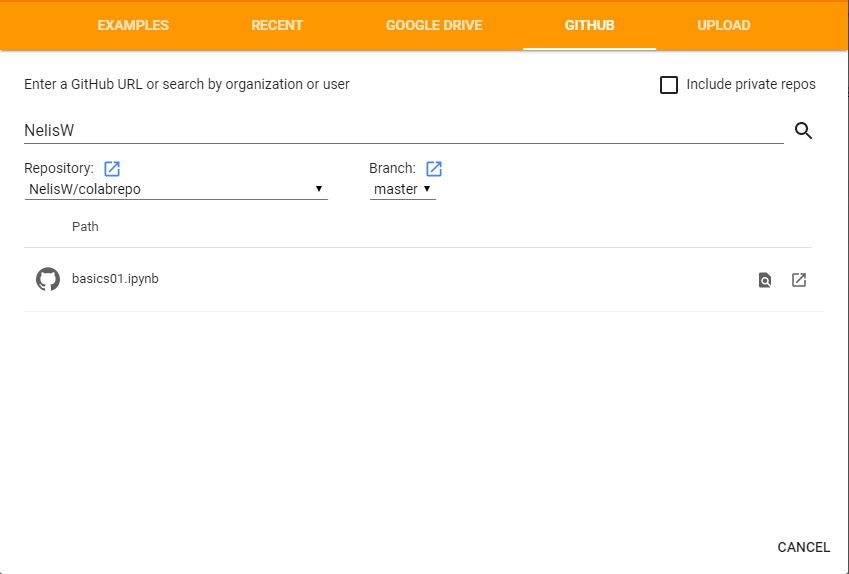 EXAMPLES RECENT GOOGLE DRIVE GITHUB UPLOAD
Enter a GitHub URL or search by organization or user Include private repos
NelisW
Repository: Branch:
NelisW/colabrepo master
Path
basics01.ipynb
CANCEL